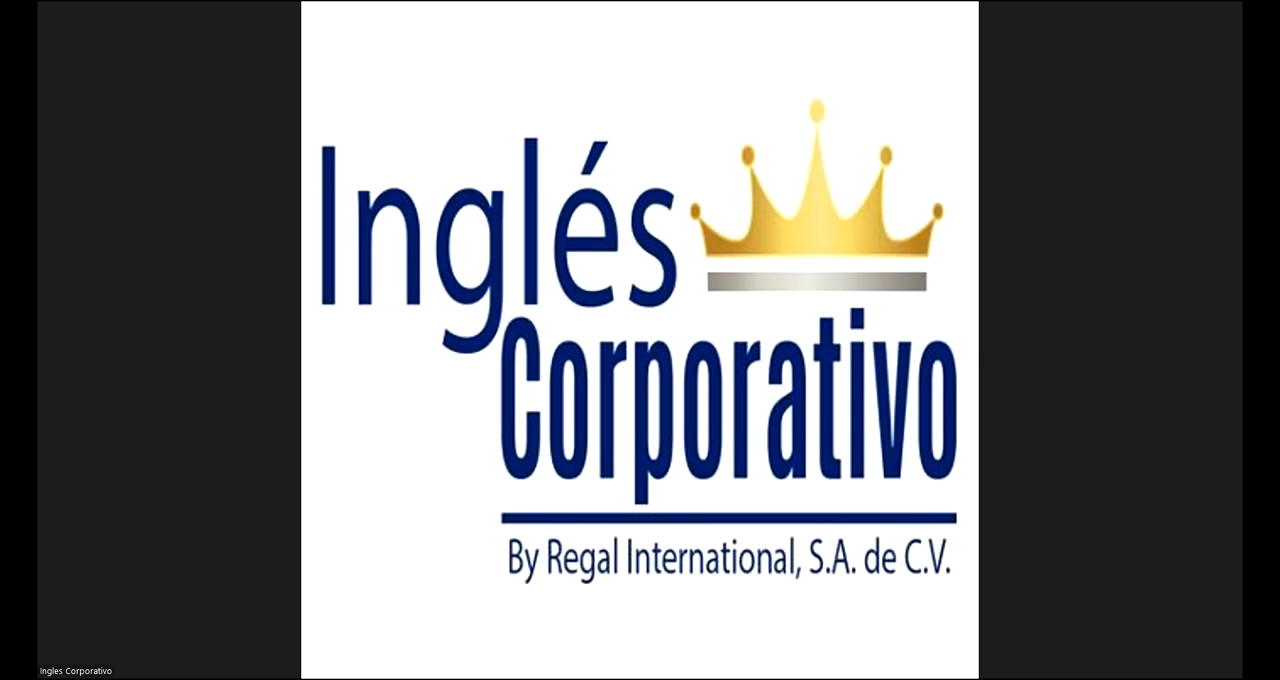 Inglés
Corporativo
By Regal International, S.A. de C.V.
Ingles Corporativo